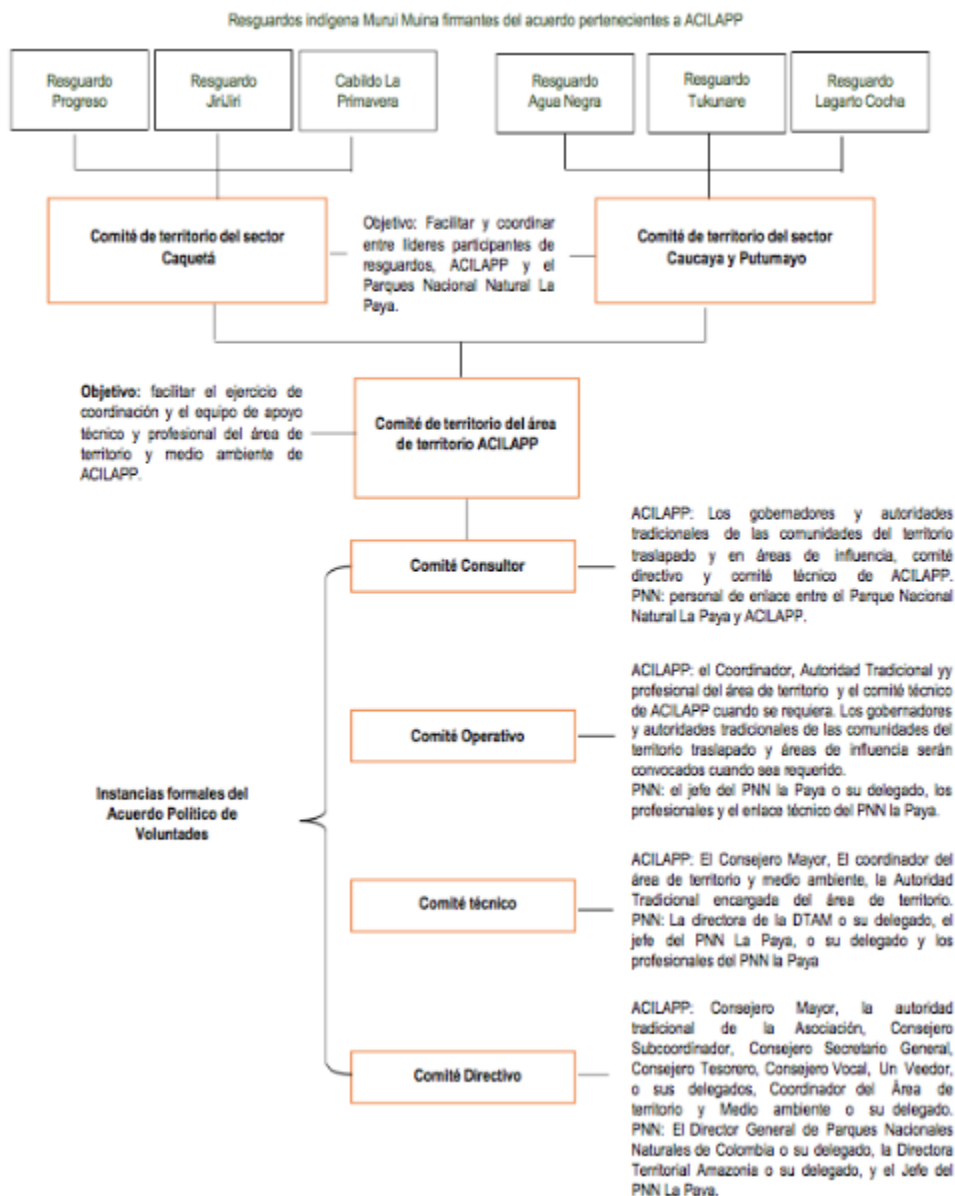 Resguardos indígena Murui Muina firmantes del acuerdo pertenecientes a ACILAPP
Resguardo
Progreso
Resguardo
JiriJiri
Cabildo La
Primavera
Resguardo
Agua Negra
Resguardo
Tukunare
Resguardo
Lagarto Cocha
Comité de territorio del sector
Caquetá
Objetivo: Facilitar y coordinar
entre líderes participantes de
resguardos, ACILAPP y el
Parques Nacional Natural La
Paya.
Comité de territorio del sector
Caucaya y Putumayo
Objetivo: facilitar el ejercicio de
coordinación y el equipo de apoyo
técnico y profesional del área de
territorio y medio ambiente de
ACILAPP.
Comité de territorio del área
de territorio ACILAPP
Comité Consultor
ACILAPP: Los gobernadores y autoridades
tradicionales de las comunidades del territorio
traslapado y en áreas de influencia, comité
directivo y comité técnico de ACILAPP.
PNN: personal de enlace entre el Parque Nacional
Natural La Paya y ACILAPP.
Comité Operativo
ACILAPP: el Coordinador, Autoridad Tradicional yy
profesional del área de territorio y el comité técnico
de ACILAPP cuando se requiera. Los gobernadores
y autoridades tradicionales de las comunidades del
territorio traslapado y áreas de influencia serán
convocados cuando sea requerido.
PNN: el jefe del PNN la Paya o su delegado, los
profesionales y el enlace técnico del PNN la Paya.
Instancias formales del
Acuerdo Político de
Voluntades
Comité técnico
ACILAPP: El Consejero Mayor, El coordinador del
área de territorio y medio ambiente, la Autoridad
Tradicional encargada del área de territorio.
PNN: La directora de la DTAM o su delegado, el
jefe del PNN La Paya, o su delegado y los
profesionales del PNN la Paya
Comité Directivo
ACILAPP: Consejero Mayor, la autoridad
tradicional de la Asociación, Consejero
Subcoordinador, Consejero Secretario General,
Consejero Tesorero, Consejero Vocal, Un Veedor,
o sus delegados, Coordinador del Área de
territorio y Medio ambiente o su delegado.
PNN: El Director General de Parques Nacionales
Naturales de Colombia o su delegado, la Directora
Territorial Amazonia o su delegado, y el Jefe del
PNN La Paya.